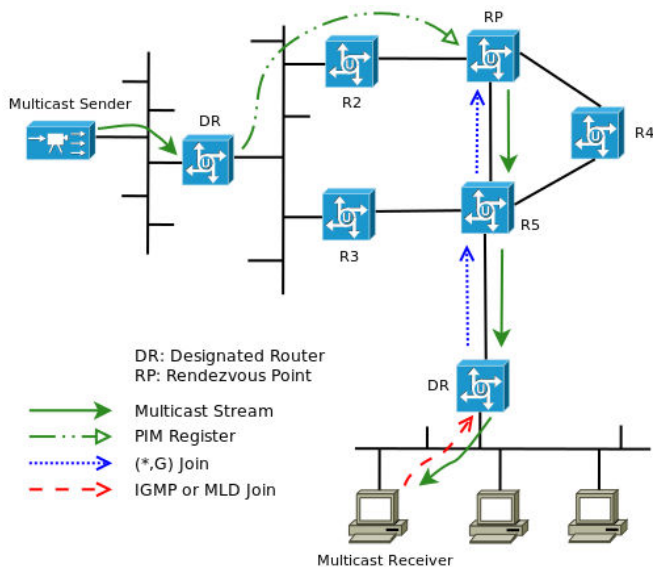 RP
Multicast Sender
DR
R2
R4
R5
R3
DR: Designated Router
RP: Rendezvous Point
DR
Multicast Stream
PIM Register
(*,G) Join
IGMP or MLD Join
Multicast Receiver